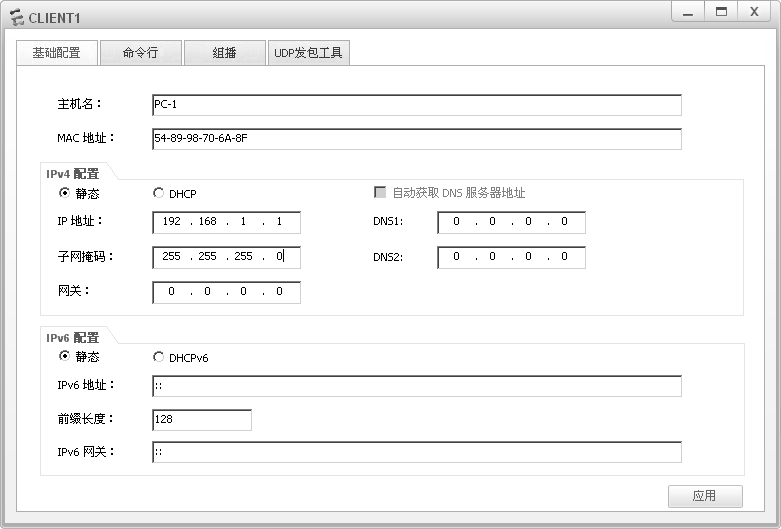 CLIENT1
基础配置 命令行 组播 UDP发包工具
主机名： PC-1
MAC 地址： 54-89-98-70-6A-8F
IPv4 配置
静态 DHCP 自动获取 DNS 服务器地址
IP 地址： 192 . 168 . 1 . 1 DNS1: 0 . 0 . 0 . 0
子网掩码： 255 . 255 . 255 . 0 DNS2: 0 . 0 . 0 . 0
网关： 0 . 0 . 0 . 0
IPv6 配置
静态 DHCPv6
IPv6 地址： ::
前缀长度： 128
IPv6 网关： ::
应用